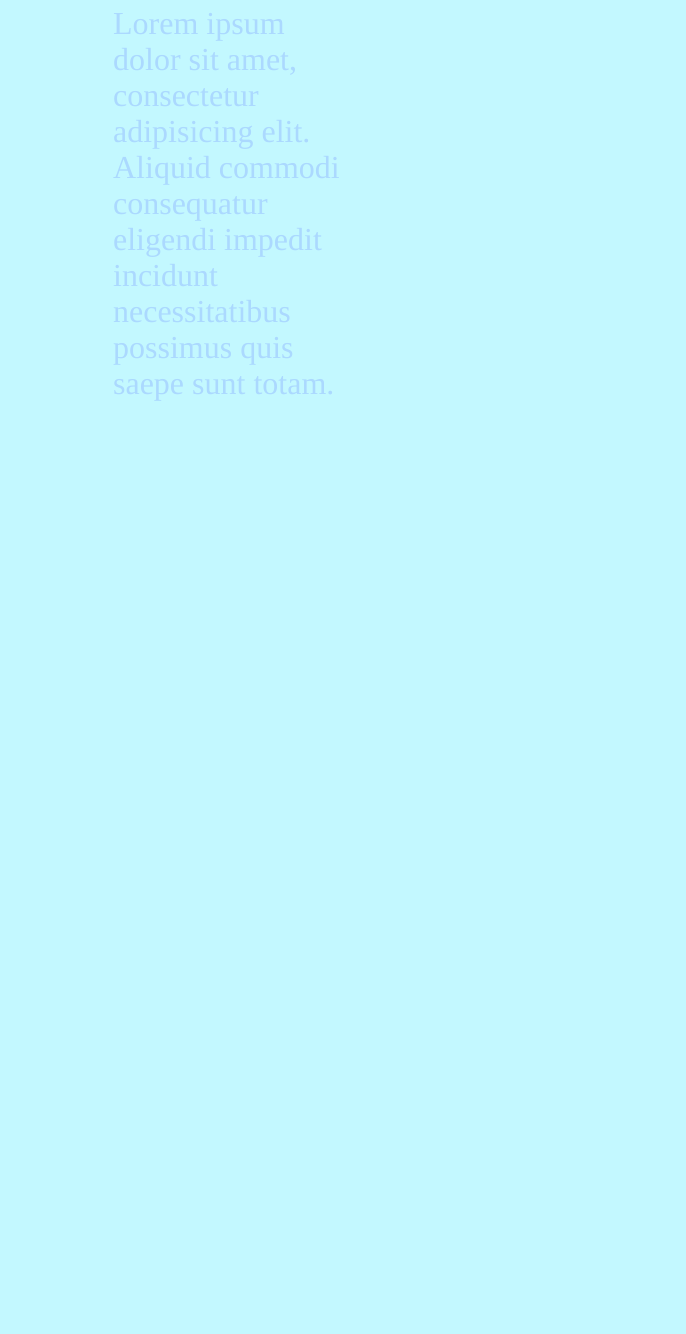 Lorem ipsum
dolor sit amet,
consectetur
adipisicing elit.
Aliquid commodi
consequatur
eligendi impedit
incidunt
necessitatibus
possimus quis
saepe sunt totam.